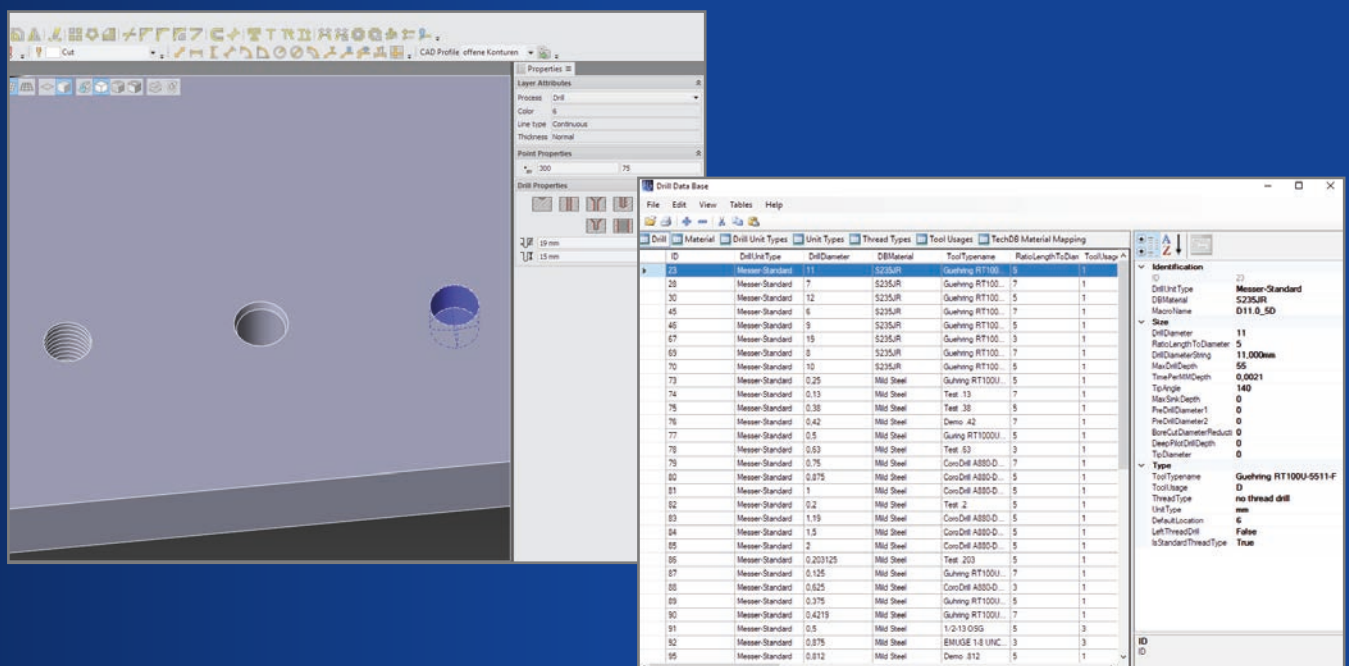 Cut
CAD Profile offene Konturen
Properties
Layer Attributes
Process Drill
Color 6
Line type Continuous
Thickness Normal
Point Properties
300 75
Drill Properties
19 mm
15 mm
Drill Data Base
File Edit View Tables Help
Drill Material Drill Unit Types Unit Types Thread Types Tool Usages TechDB Material Mapping
ID DrillUnitType DrillDiameter DBMaterial ToolTypename RatioLengthToDiam ToolUsage
23 Messer-Standard 11 S235JR Guehring RT100... 5 1
28 Messer-Standard 7 S235JR Guehring RT100... 7 1
30 Messer-Standard 12 S235JR Guehring RT100... 5 1
45 Messer-Standard 6 S235JR Guehring RT100... 7 1
46 Messer-Standard 9 S235JR Guehring RT100... 5 1
67 Messer-Standard 19 S235JR Guehring RT100... 3 1
69 Messer-Standard 8 S235JR Guehring RT100... 7 1
70 Messer-Standard 10 S235JR Guehring RT100... 5 1
73 Messer-Standard 0,25 Mild Steel Guhring RT100U... 5 1
74 Messer-Standard 0,13 Mild Steel Test .13 7 1
75 Messer-Standard 0,38 Mild Steel Test .38 5 1
76 Messer-Standard 0,42 Mild Steel Demo .42 7 1
77 Messer-Standard 0,5 Mild Steel Guring RT1000U... 5 1
78 Messer-Standard 0,53 Mild Steel Test .53 3 1
79 Messer-Standard 0,75 Mild Steel CoroDrill A880-D... 7 1
80 Messer-Standard 0,875 Mild Steel CoroDrill A880-D... 5 1
81 Messer-Standard 1 Mild Steel CoroDrill A880-D... 5 1
82 Messer-Standard 0,2 Mild Steel Test .2 5 1
83 Messer-Standard 1,19 Mild Steel CoroDrill A880-D... 5 1
84 Messer-Standard 1,5 Mild Steel CoroDrill A880-D... 5 1
85 Messer-Standard 2 Mild Steel CoroDrill A880-D... 5 1
86 Messer-Standard 0,203125 Mild Steel Test .203 5 1
87 Messer-Standard 0,125 Mild Steel Guhring RT100U... 7 1
88 Messer-Standard 0,625 Mild Steel CoroDrill A880-D... 3 1
89 Messer-Standard 0,375 Mild Steel Guhring RT100U... 5 1
90 Messer-Standard 0,4219 Mild Steel Guhring RT100U... 7 1
91 Messer-Standard 0,5 Mild Steel 1/2-13 OSG 5 3
92 Messer-Standard 0,875 Mild Steel EMUGE 1-8 UNC... 3 3
95 Messer-Standard 0,812 Mild Steel Demo .812 5 1
Identification
ID 23
DrillUnitType Messer-Standard
DBMaterial S235JR
MacroName D11.0_5D
Size
DrillDiameter 11
RatioLengthToDiameter 5
DrillDiameterString 11,000mm
MaxDrillDepth 55
TimePerMMDepth 0,0021
TipAngle 140
MaxSinkDepth 0
PreDrillDiameter1 0
PreDrillDiameter2 0
BoreCutDiameterReducti 0
DeepPilotDrillDepth 0
TipDiameter 0
Type
ToolTypename Guehring RT100U-5511-F
ToolUsage D
ThreadType no thread drill
UnitType mm
DefaultLocation 6
LeftThreadDrill False
IsStandardThreadType True
ID
ID